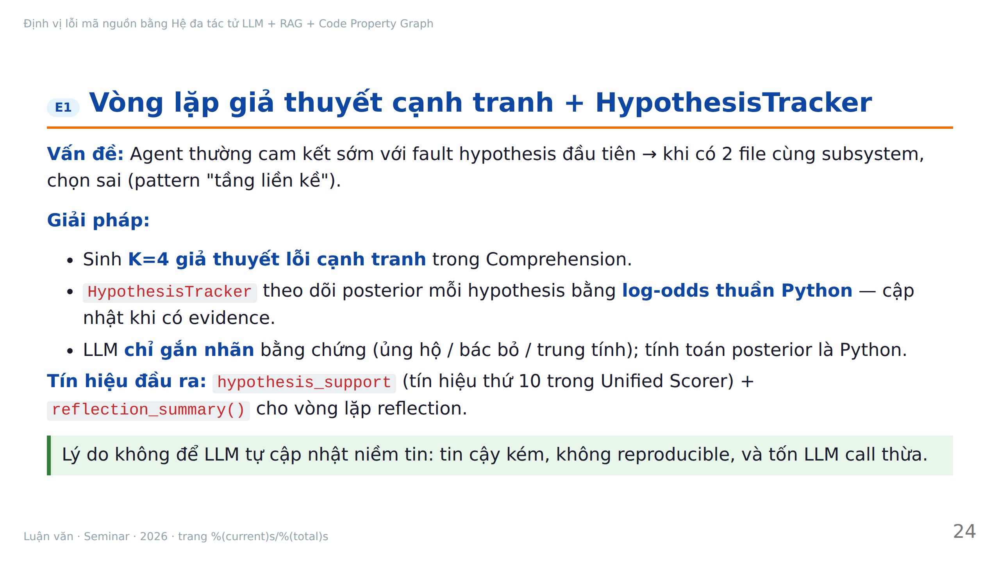 Định vị lỗi mã nguồn bằng Hệ đa tác tử LLM + RAG + Code Property Graph
E1 Vòng lặp giả thuyết cạnh tranh + HypothesisTracker
Vấn đề: Agent thường cam kết sớm với fault hypothesis đầu tiên → khi có 2 file cùng subsystem,
chọn sai (pattern "tầng liền kề").
Giải pháp:
• Sinh K=4 giả thuyết lỗi cạnh tranh trong Comprehension.
• HypothesisTracker theo dõi posterior mỗi hypothesis bằng log-odds thuần Python — cập
nhật khi có evidence.
• LLM chỉ gắn nhãn bằng chứng (ủng hộ / bác bỏ / trung tính); tính toán posterior là Python.
Tín hiệu đầu ra: hypothesis_support (tín hiệu thứ 10 trong Unified Scorer) +
reflection_summary() cho vòng lặp reflection.
Lý do không để LLM tự cập nhật niềm tin: tin cậy kém, không reproducible, và tốn LLM call thừa.
Luận văn · Seminar · 2026 · trang %(current)s/%(total)s
24